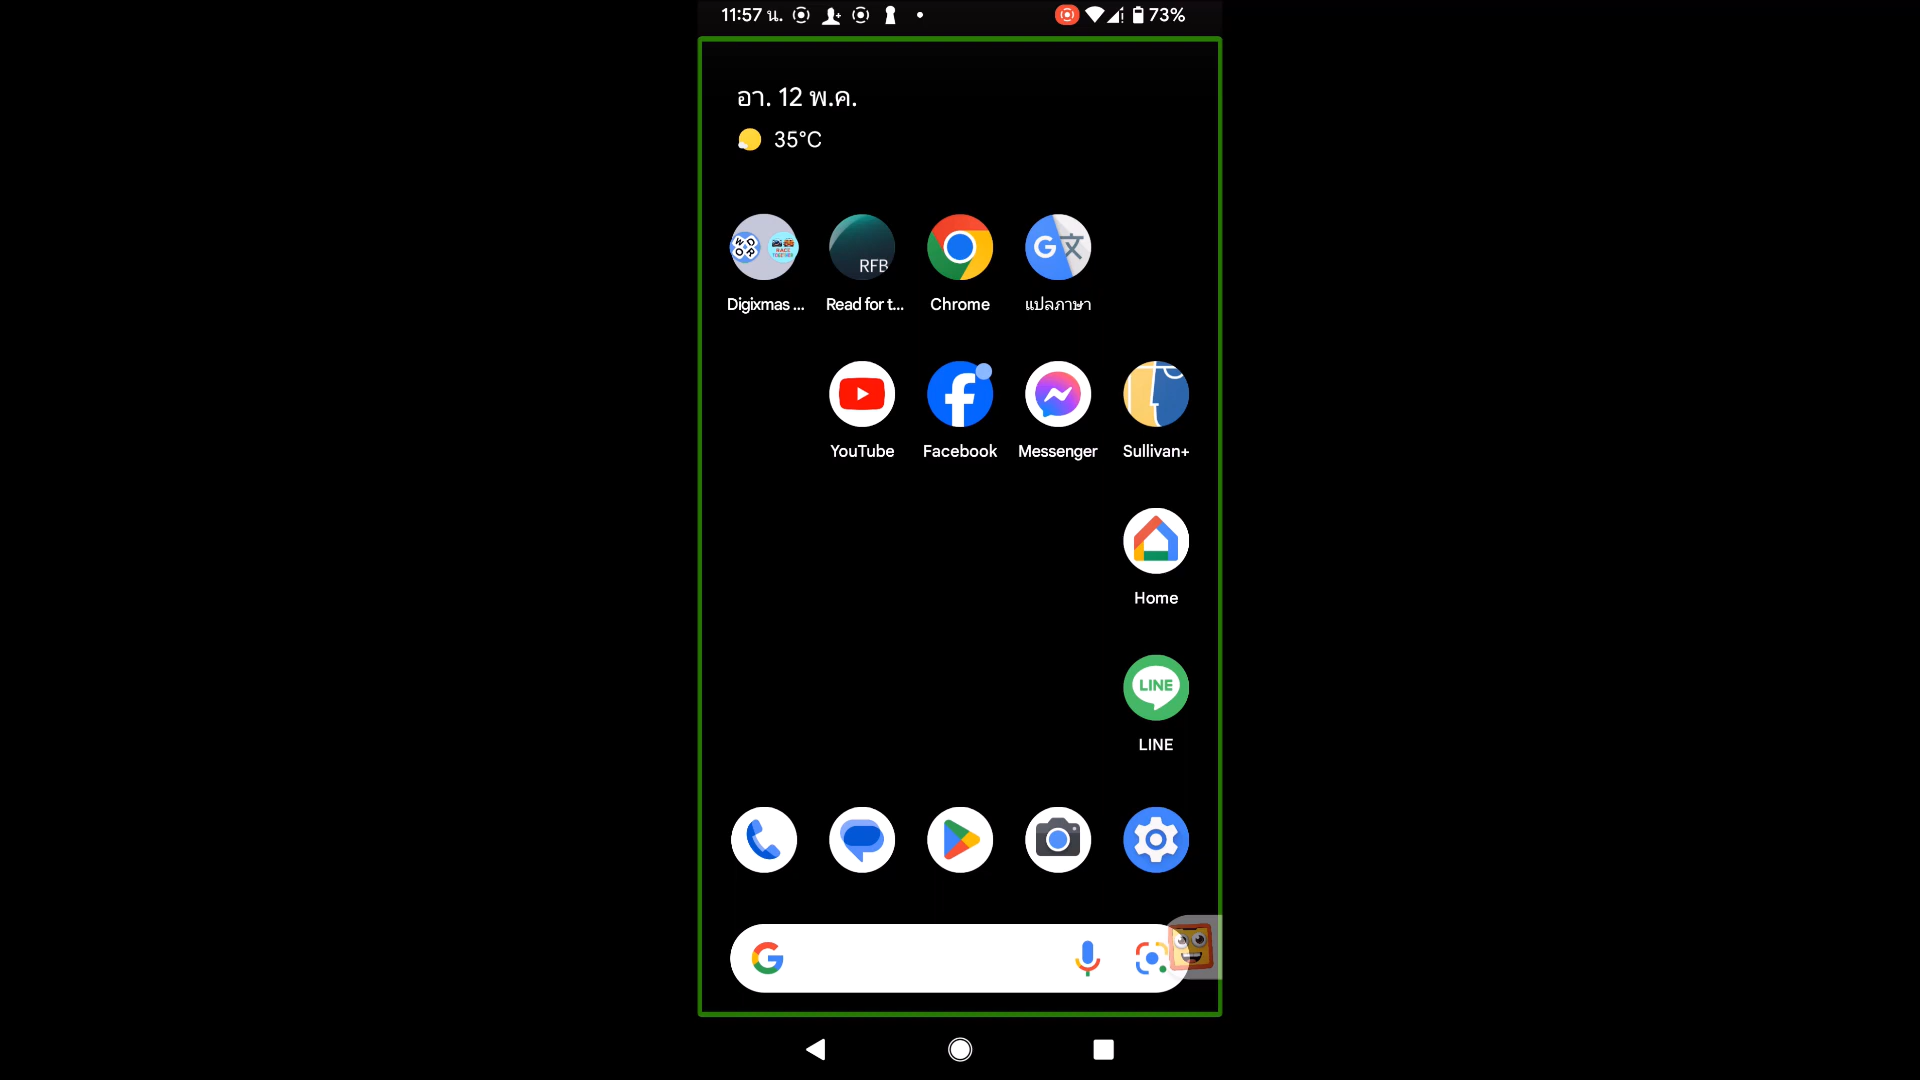 11:57 น.
73%
อา. 12 พ.ค.
35°C
RFB
Digixmas ...
Read for t...
Chrome
แปลภาษา
YouTube
Facebook
Messenger
Sullivan+
Home
LINE
LINE